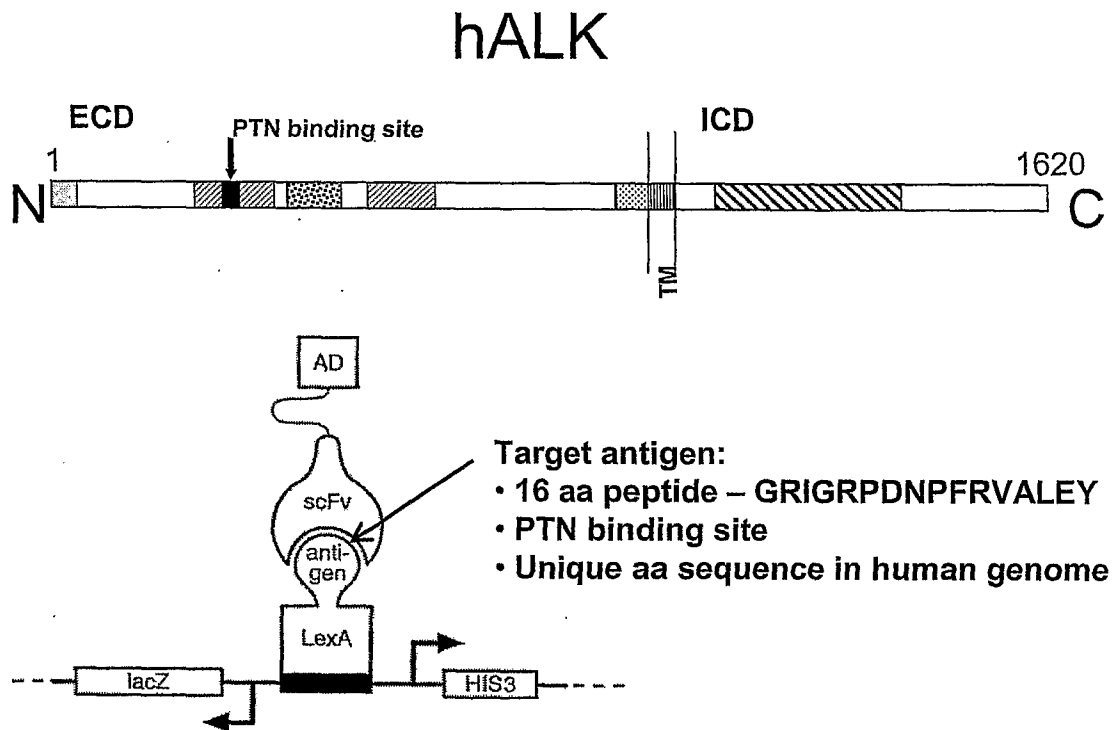 hALK
ECD
PTN binding site
ICD
1
1620
N
C
TM
AD
scFv
anti-
gen
LexA
lacZ
HIS3
Target antigen:
• 16 aa peptide – GRIGRPDNPFRVALEY
• PTN binding site
• Unique aa sequence in human genome